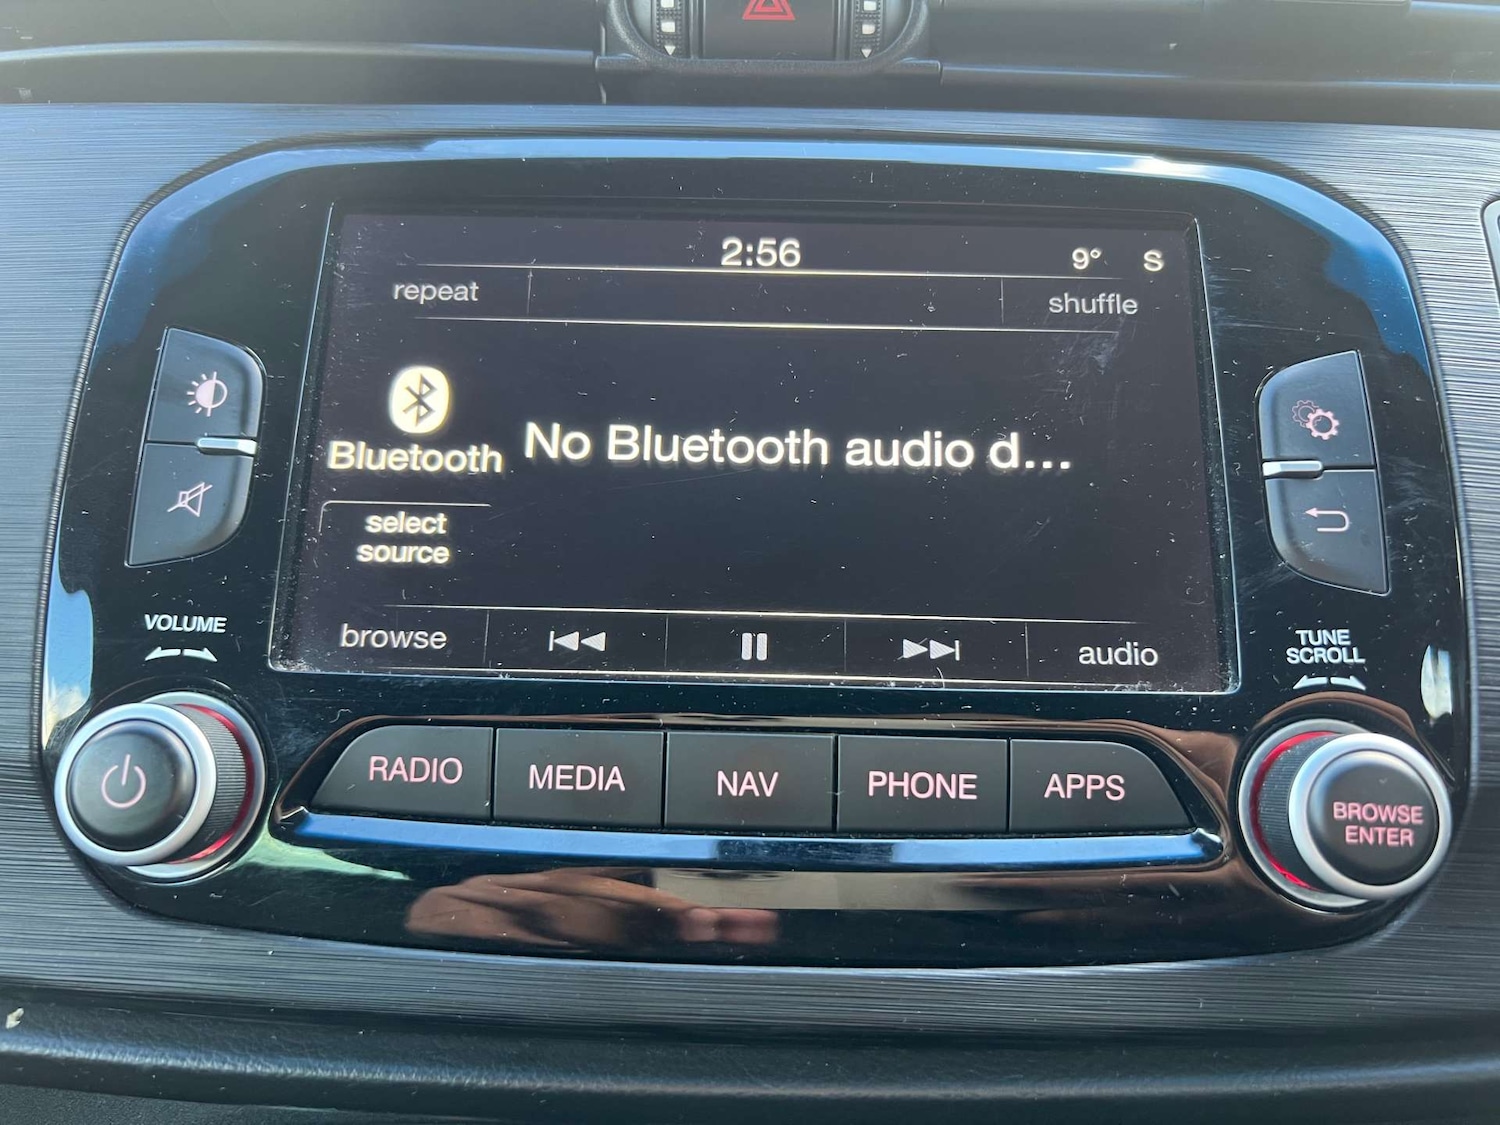 2:56
9° S
repeat
shuffle
Bluetooth
No Bluetooth audio d...
select
source
browse
audio
VOLUME
TUNE
SCROLL
RADIO
MEDIA
NAV
PHONE
APPS
BROWSE
ENTER